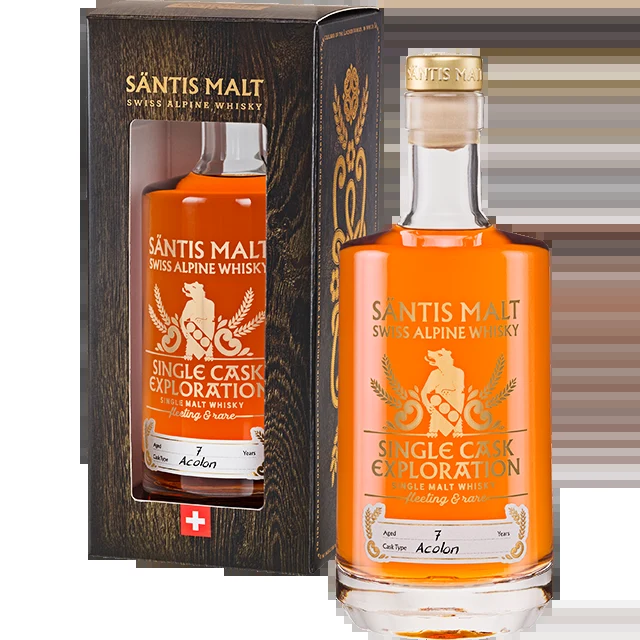 SÄNTIS MALT
SWISS ALPINE WHISKY
SÄNTIS MALT
SWISS ALPINE WHISKY
SINGLE CASK
EXPLORATION
SINGLE MALT WHISKY
fleeting & rare
Aged 7 Years
Cask Type Acolon
SÄNTIS MALT
SÄNTIS MALT
SWISS ALPINE WHISKY
SINGLE CASK
EXPLORATION
SINGLE MALT WHISKY
fleeting & rare
Aged 7 Years
Cask Type Acolon